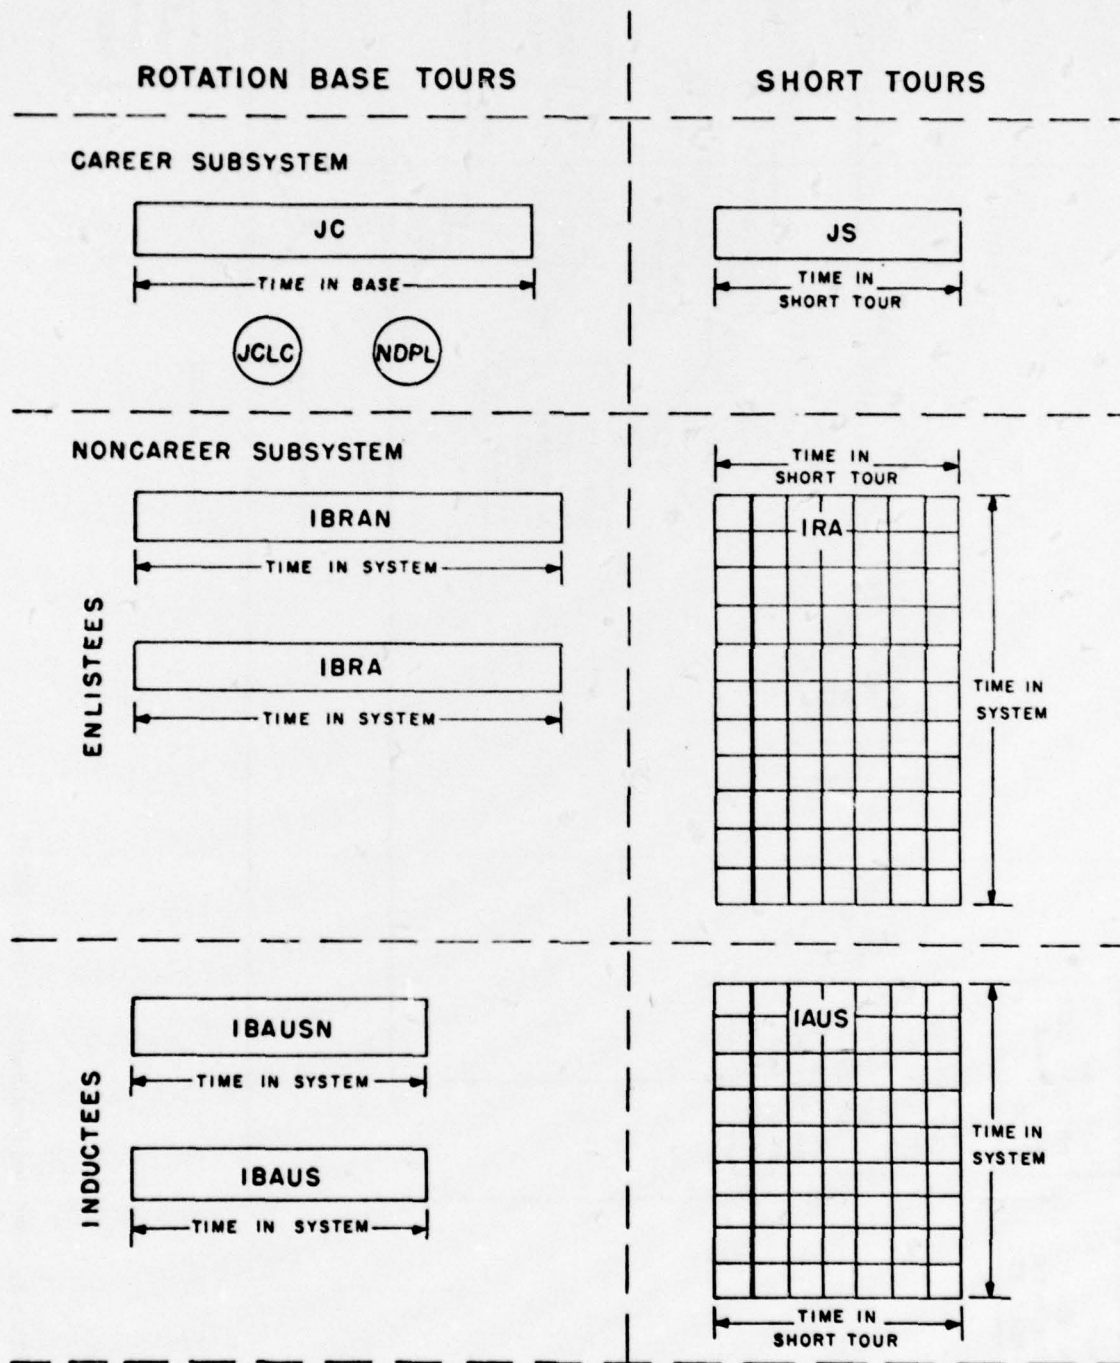 ROTATION BASE TOURS
SHORT TOURS
CAREER SUBSYSTEM
JC
TIME IN BASE
JCLC
NDPL
JS
TIME IN
SHORT TOUR
NONCAREER SUBSYSTEM
ENLISTEES
IBRAN
TIME IN SYSTEM
IBRA
TIME IN SYSTEM
TIME IN
SHORT TOUR
IRA
TIME IN
SYSTEM
INDUCTEES
IBAUSN
TIME IN SYSTEM
IBAUS
TIME IN SYSTEM
IAUS
TIME IN
SYSTEM
TIME IN
SHORT TOUR